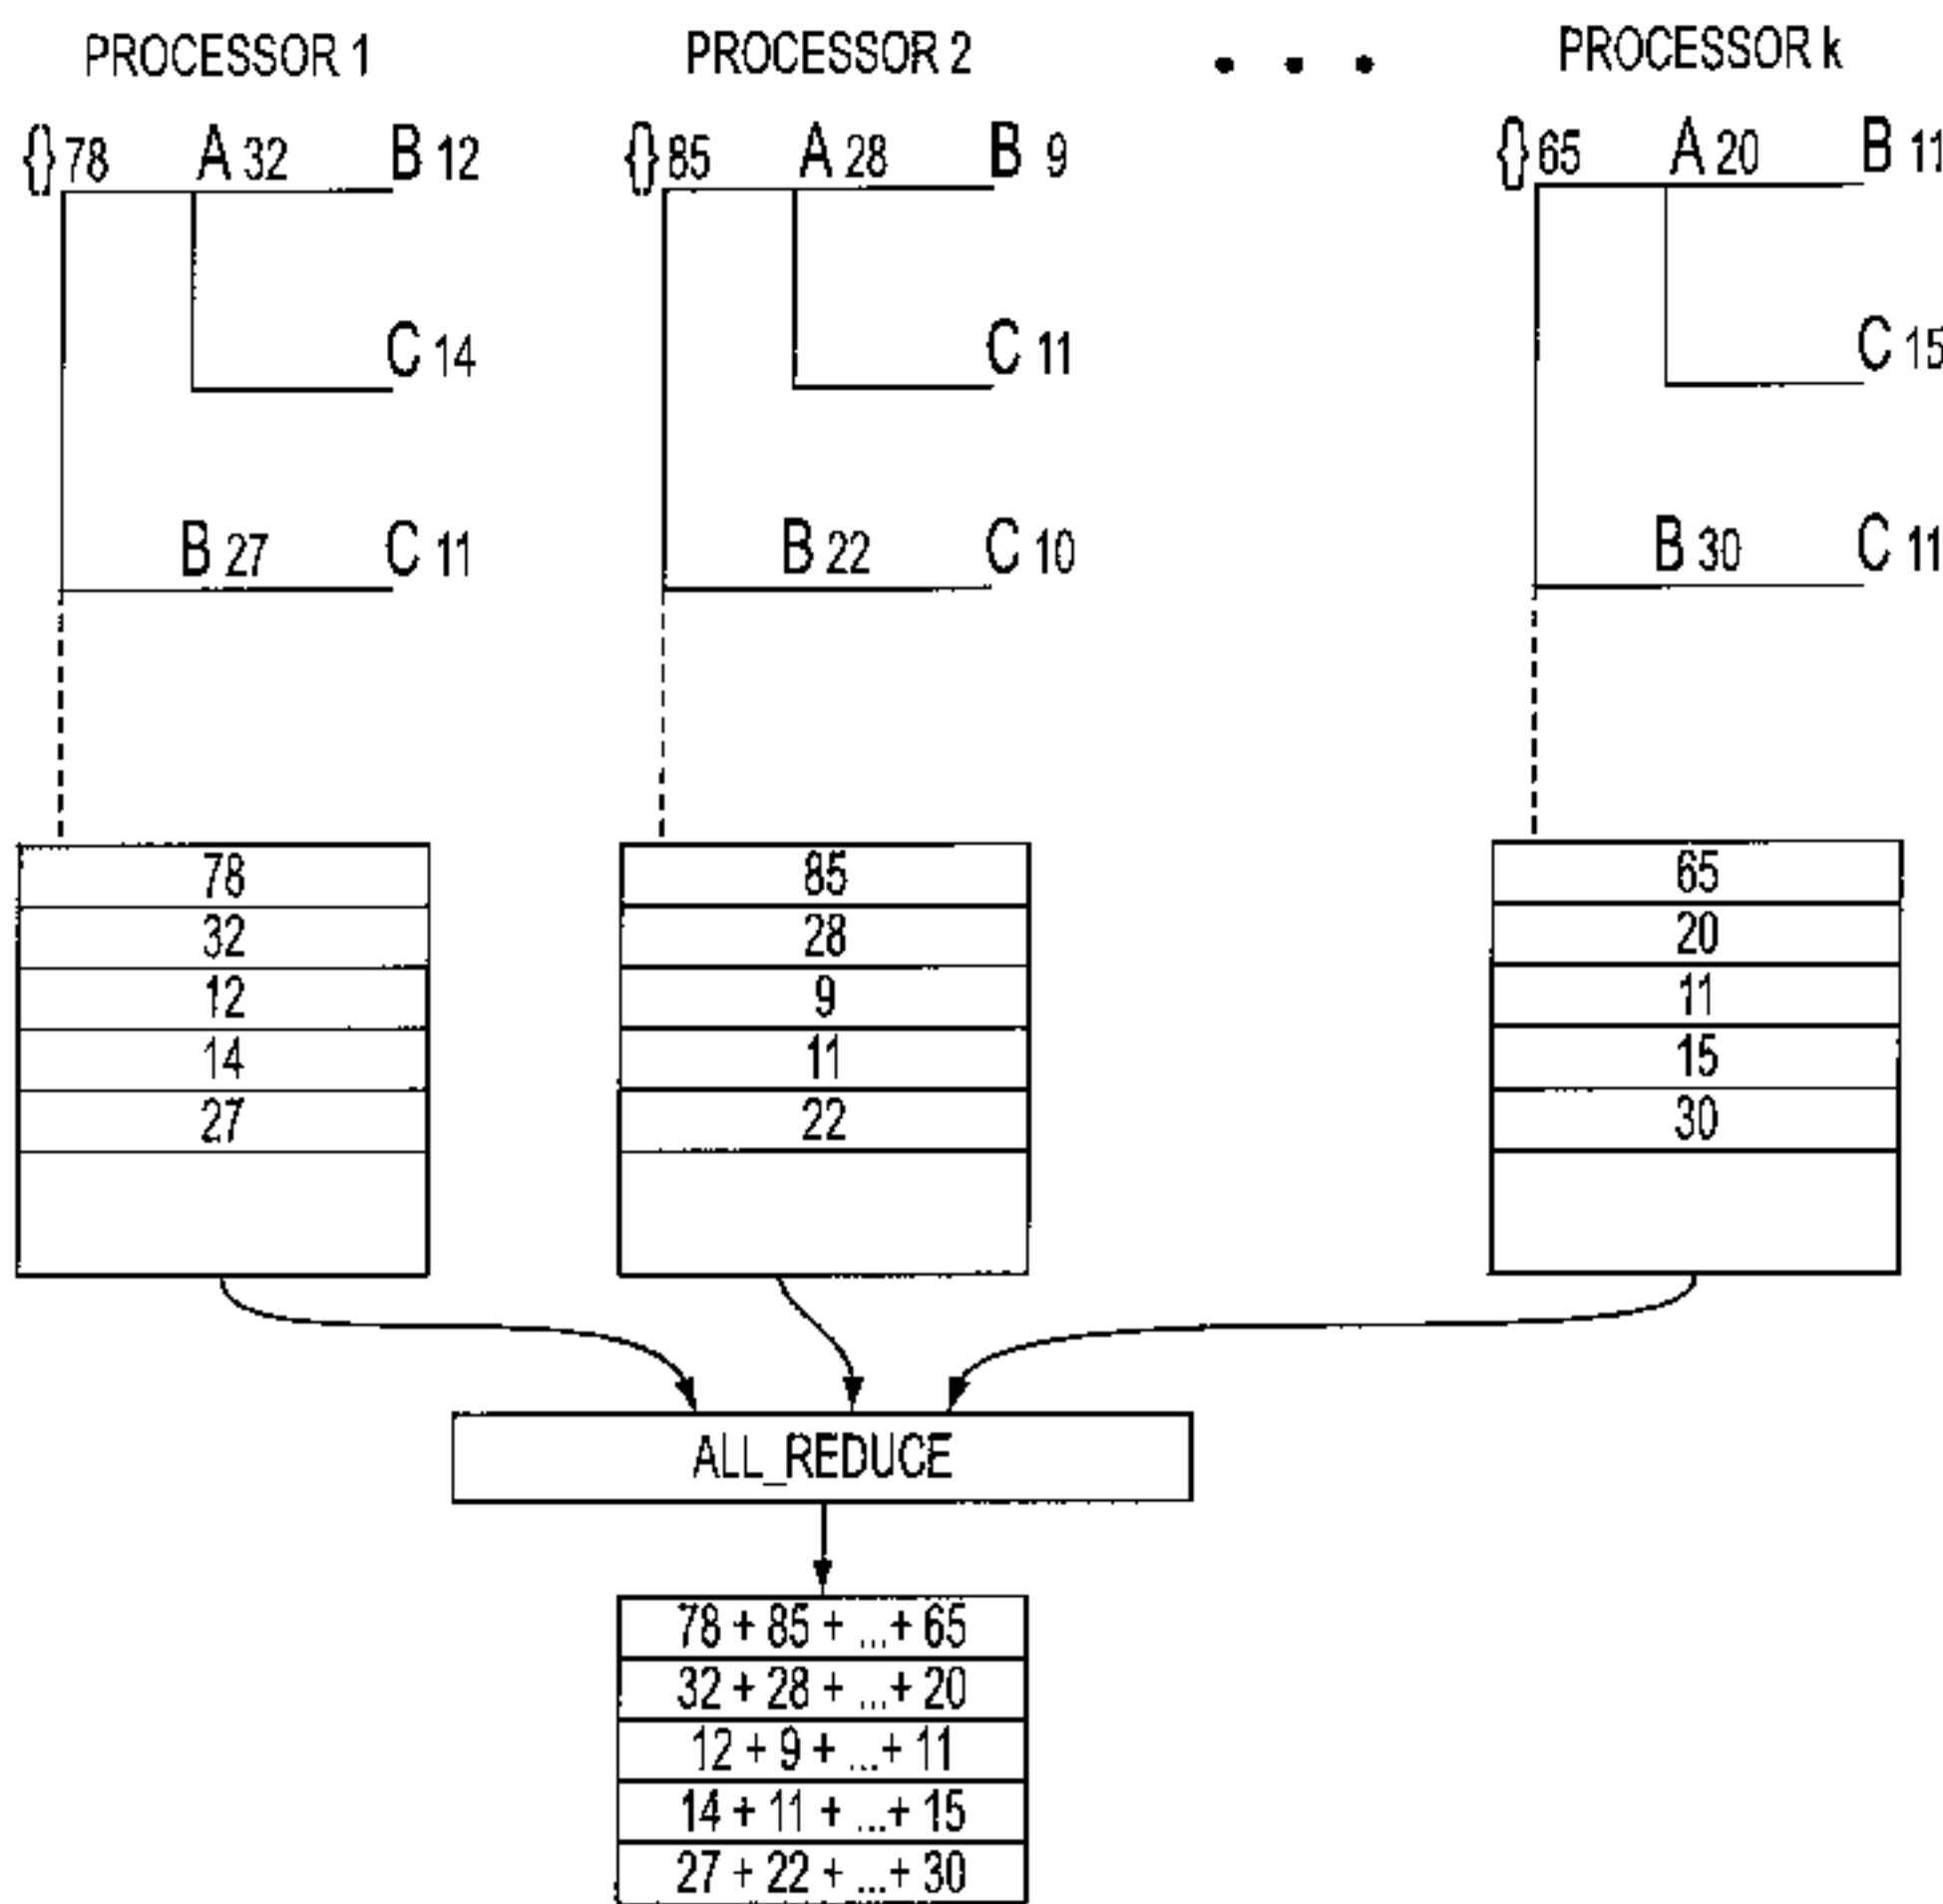 PROCESSOR 1 PROCESSOR 2 • • • PROCESSOR k
{} 78 A 32 B 12 {} 85 A 28 B 9 {} 65 A 20 B 11
C 14 C 11 C 15
B 27 C 11 B 22 C 10 B 30 C 11
78 85 65
32 28 20
12 9 11
14 11 15
27 22 30
ALL_REDUCE
78 + 85 + ...+ 65
32 + 28 + ...+ 20
12 + 9 + ...+ 11
14 + 11 + ...+ 15
27 + 22 + ...+ 30